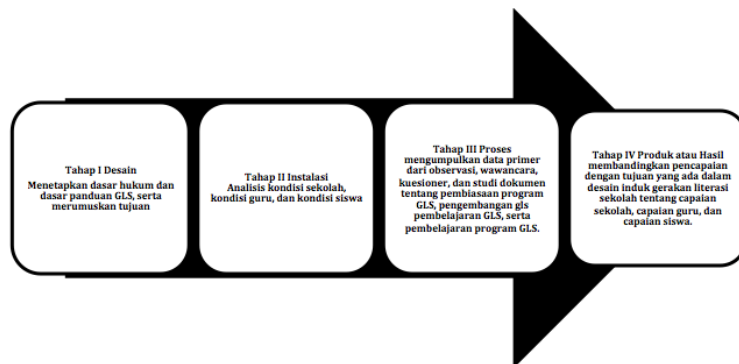 Tahap I Desain
Menetapkan dasar hukum dan
dasar panduan GLS, serta
merumuskan tujuan
Tahap II Instalasi
Analisis kondisi sekolah,
kondisi guru, dan kondisi siswa
Tahap III Proses
mengumpulkan data primer
dari observasi, wawancara,
kuesioner, dan studi dokumen
tentang pembiasaan program
GLS, pengembangan gls
pembelajaran GLS, serta
pembelajaran program GLS.
Tahap IV Produk atau Hasil
membandingkan pencapaian
dengan tujuan yang ada dalam
desain induk gerakan literasi
sekolah tentang capaian
sekolah, capaian guru, dan
capaian siswa.